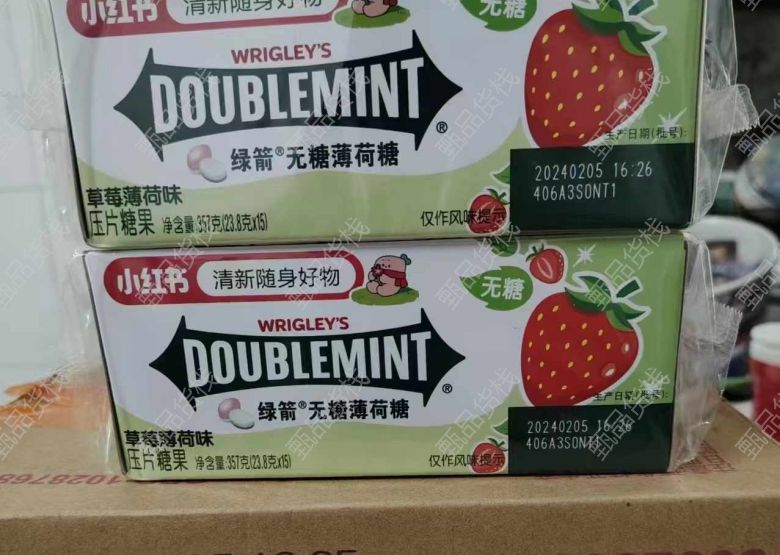 小红书 清新随身好物
无糖
WRIGLEY'S
DOUBLEMINT®
绿箭®无糖薄荷糖
生产日期(批号):
20240205 16:26
406A3SONT1
草莓薄荷味
压片糖果 净含量:357克(23.8克x15)
仅作风味提示
小红书 清新随身好物
无糖
WRIGLEY'S
DOUBLEMINT®
绿箭®无糖薄荷糖
生产日期(批号):
20240205 16:26
406A3SONT1
草莓薄荷味
压片糖果 净含量:357克(23.8克x15)
仅作风味提示
1028768
甄品货栈